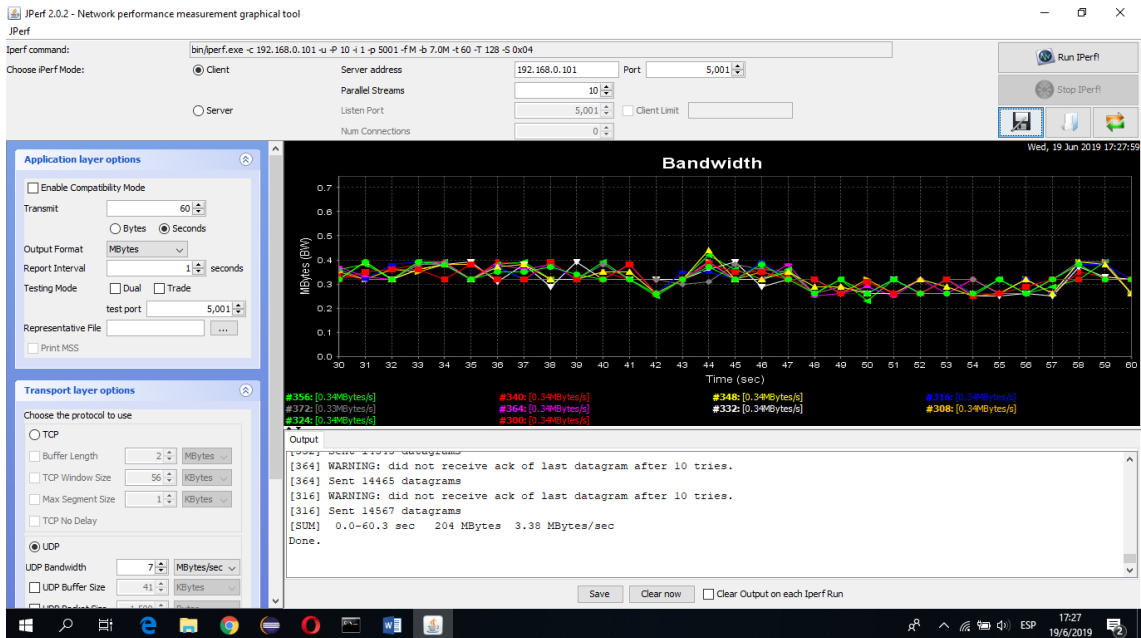 JPerf 2.0.2 - Network performance measurement graphical tool
JPerf
Iperf command: bin/iperf.exe -c 192.168.0.101 -u -P 10 -i 1 -p 5001 -f M -b 7.0M -t 60 -T 128 -S 0x04
Choose iPerf Mode: Client Server address 192.168.0.101 Port 5,001
Parallel Streams 10
Server Listen Port 5,001 Client Limit
Num Connections 0
Run IPerf!
Stop IPerf!
Wed, 19 Jun 2019 17:27:59
Application layer options
Enable Compatibility Mode
Transmit 60
Bytes Seconds
Output Format MBytes
Report Interval 1 seconds
Testing Mode Dual Trade
test port 5,001
Representative File ...
Print MSS
Transport layer options
Choose the protocol to use
TCP
Buffer Length 2 MBytes
TCP Window Size 56 KBytes
Max Segment Size 1 KBytes
TCP No Delay
UDP
UDP Bandwidth 7 MBytes/sec
UDP Buffer Size 41 KBytes
UDP Packet Size 1,500 Bytes
Bandwidth
MBytes (BW)
0.7
0.6
0.5
0.4
0.3
0.2
0.1
0.0
30 31 32 33 34 35 36 37 38 39 40 41 42 43 44 45 46 47 48 49 50 51 52 53 54 55 56 57 58 59 60
Time (sec)
#356: [0.34MBytes/s] #340: [0.34MBytes/s] #348: [0.34MBytes/s] #316: [0.34MBytes/s]
#372: [0.33MBytes/s] #364: [0.34MBytes/s] #332: [0.34MBytes/s] #308: [0.34MBytes/s]
#324: [0.34MBytes/s] #300: [0.34MBytes/s]
Output
[364] WARNING: did not receive ack of last datagram after 10 tries.
[364] Sent 14465 datagrams
[316] WARNING: did not receive ack of last datagram after 10 tries.
[316] Sent 14567 datagrams
[SUM] 0.0-60.3 sec 204 MBytes 3.38 MBytes/sec
Done.
Save Clear now Clear Output on each Iperf Run
ESP
17:27
19/6/2019
2